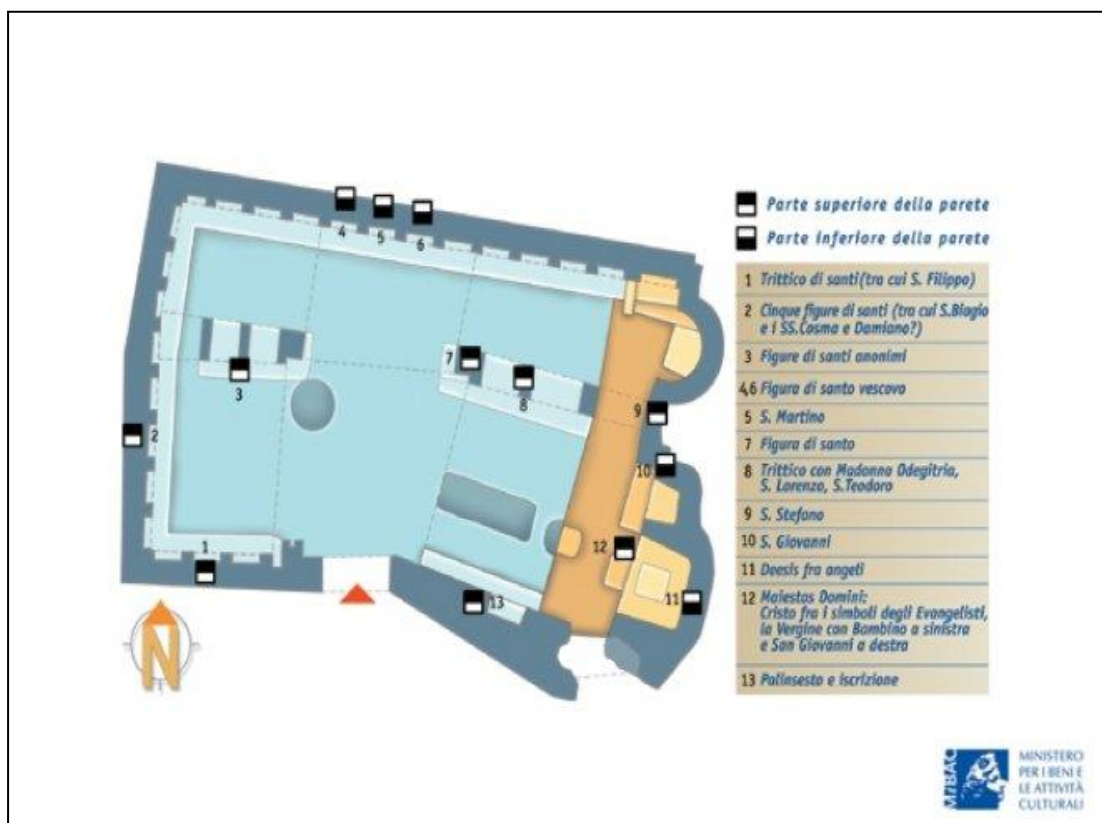 4
5
6
7
8
3
2
1
9
10
12
11
13
N
Parte superiore della parete
Parte inferiore della parete
1 Trittico di santi (tra cui S. Filippo)
2 Cinque figure di santi (tra cui S.Biagio
e i SS.Cosma e Damiano?)
3 Figure di santi anonimi
4,6 Figura di santo vescovo
5 S. Martino
7 Figura di santo
8 Trittico con Madonna Odegitria,
S. Lorenzo, S.Teodoro
9 S. Stefano
10 S. Giovanni
11 Deesis fra angeli
12 Maiestas Domini:
Cristo fra i simboli degli Evangelisti,
la Vergine con Bambino a sinistra
e San Giovanni a destra
13 Palinsesto e iscrizione
MiBAC
MINISTERO
PER I BENI E
LE ATTIVITÀ
CULTURALI